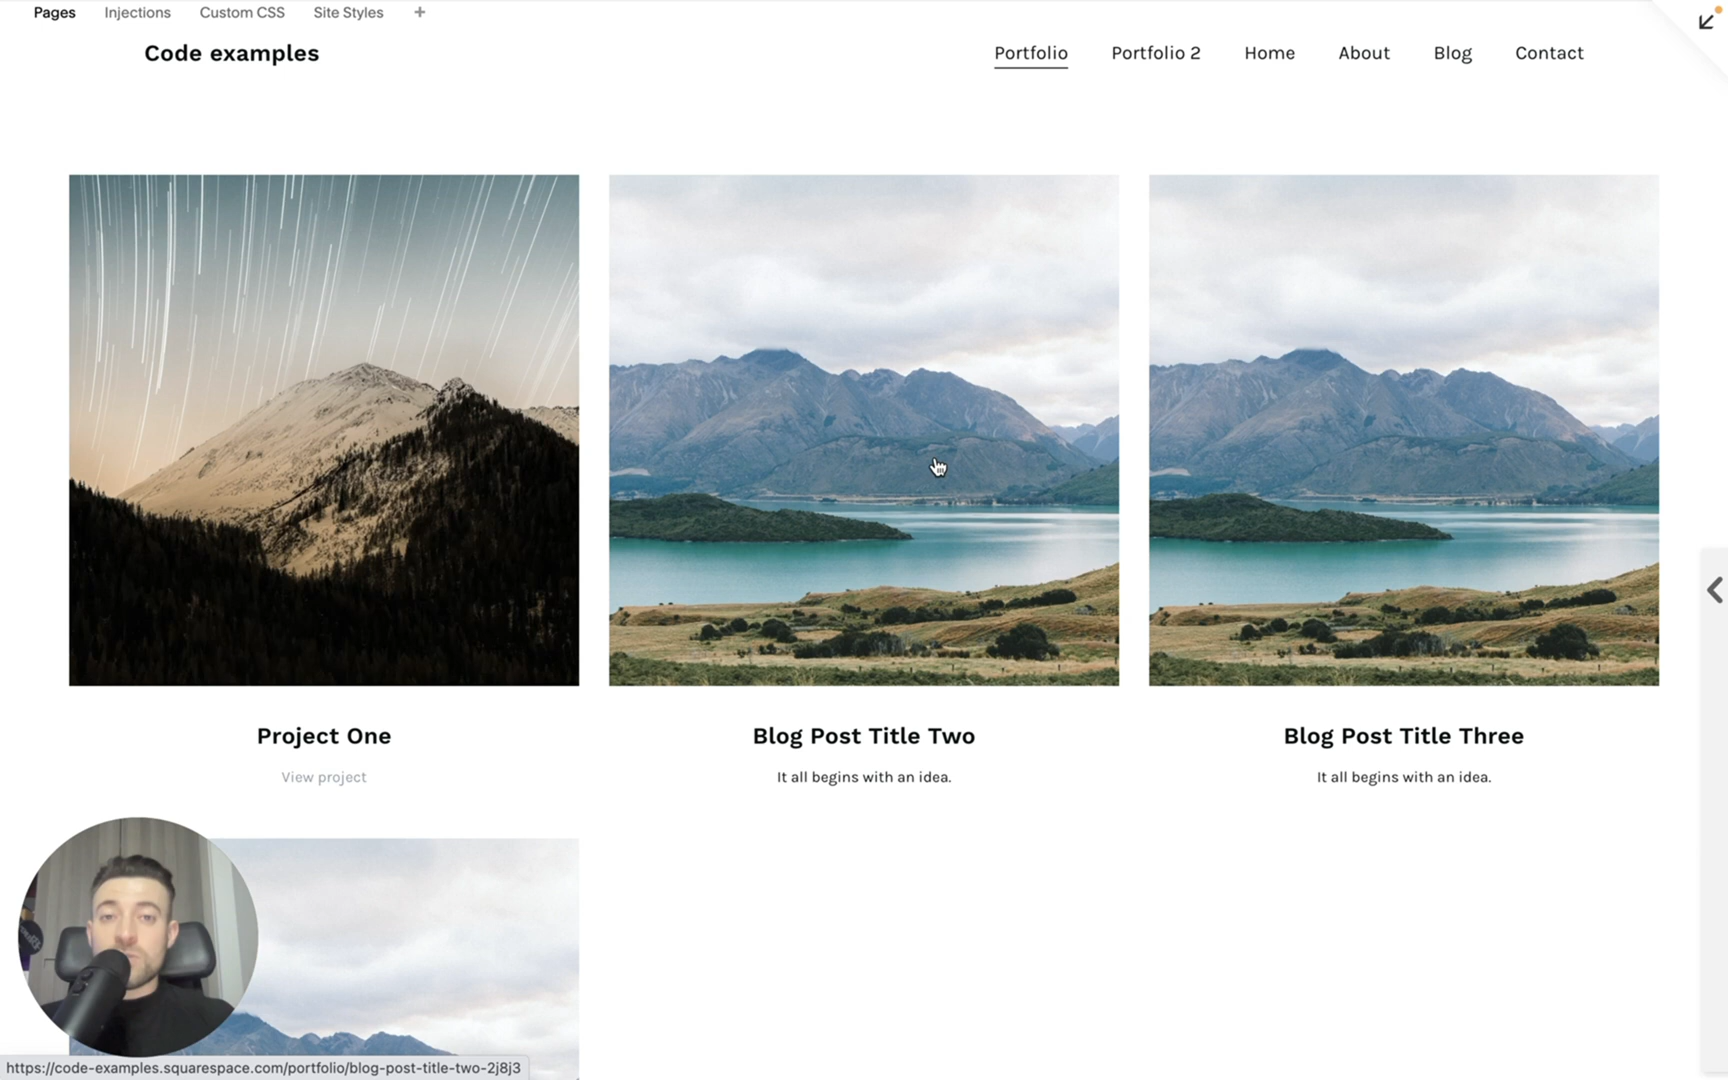 Pages Injections Custom CSS Site Styles +
Code examples
Portfolio Portfolio 2 Home About Blog Contact
Project One
View project
Blog Post Title Two
It all begins with an idea.
Blog Post Title Three
It all begins with an idea.
https://code-examples.squarespace.com/portfolio/blog-post-title-two-2j8j3